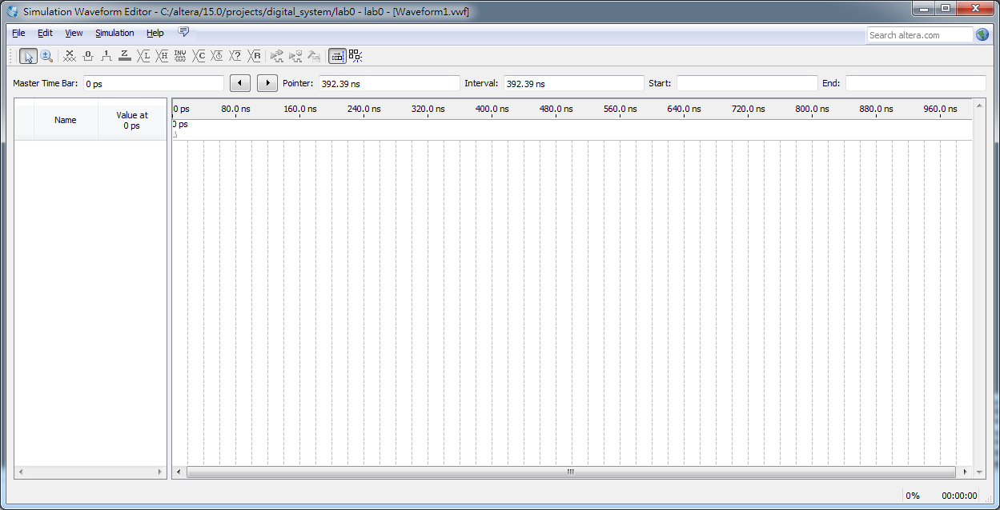 Simulation Waveform Editor - C:/altera/15.0/projects/digital_system/lab0 - lab0 - [Waveform1.vwf]
File Edit View Simulation Help Search altera.com
Master Time Bar: 0 ps Pointer: 392.39 ns Interval: 392.39 ns Start: End:
Name Value at
0 ps
0 ps 80.0 ns 160.0 ns 240.0 ns 320.0 ns 400.0 ns 480.0 ns 560.0 ns 640.0 ns 720.0 ns 800.0 ns 880.0 ns 960.0 ns
0 ps
0% 00:00:00